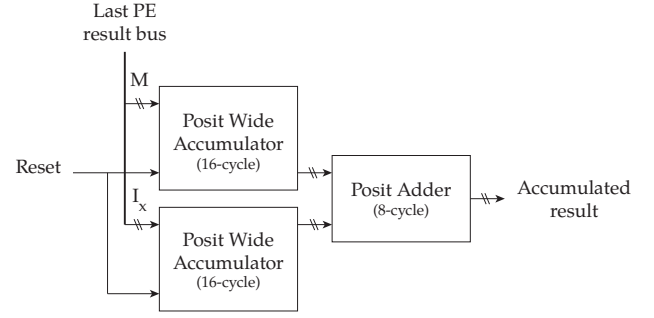 Last PE
result bus
M
Posit Wide
Accumulator
(16-cycle)
Reset
Posit Adder
(8-cycle)
Accumulated
result
I_x
Posit Wide
Accumulator
(16-cycle)